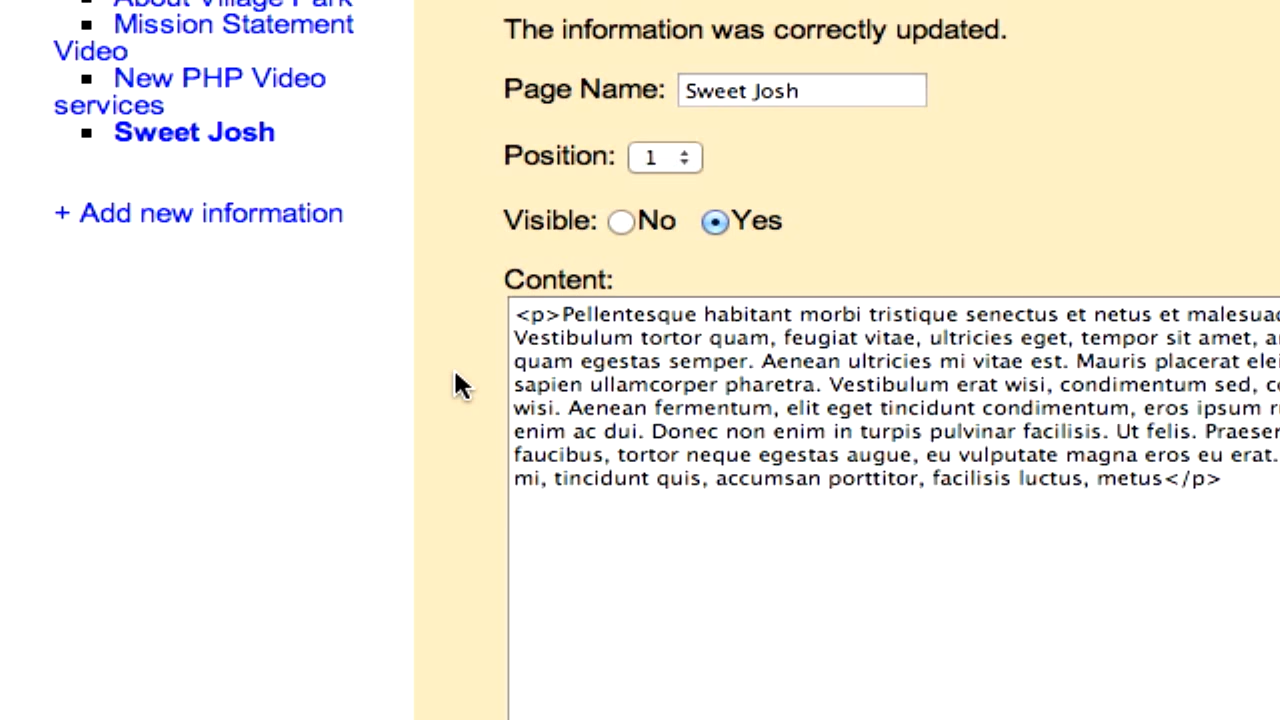 About Village Park
Mission Statement
Video
New PHP Video
services
Sweet Josh
+ Add new information
The information was correctly updated.
Page Name: Sweet Josh
Position: 1
Visible: No Yes
Content:
<p>Pellentesque habitant morbi tristique senectus et netus et
Vestibulum tortor quam, feugiat vitae, ultricies eget, tempor sit amet,
quam egestas semper. Aenean ultricies mi vitae est. Mauris placerat
sapien ullamcorper pharetra. Vestibulum erat wisi, condimentum sed,
wisi. Aenean fermentum, elit eget tincidunt condimentum, eros ipsum
enim ac dui. Donec non enim in turpis pulvinar facilisis. Ut felis.
faucibus, tortor neque egestas augue, eu vulputate magna eros eu erat.
mi, tincidunt quis, accumsan porttitor, facilisis luctus, metus</p>